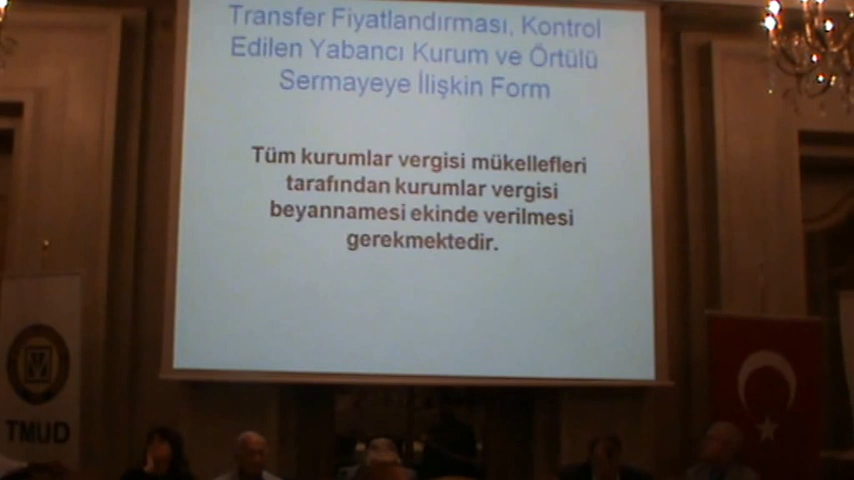 Transfer Fiyatlandırması, Kontrol
Edilen Yabancı Kurum ve Örtülü
Sermayeye İlişkin Form
Tüm kurumlar vergisi mükellefleri
tarafından kurumlar vergisi
beyannamesi ekinde verilmesi
gerekmektedir.
TMUD